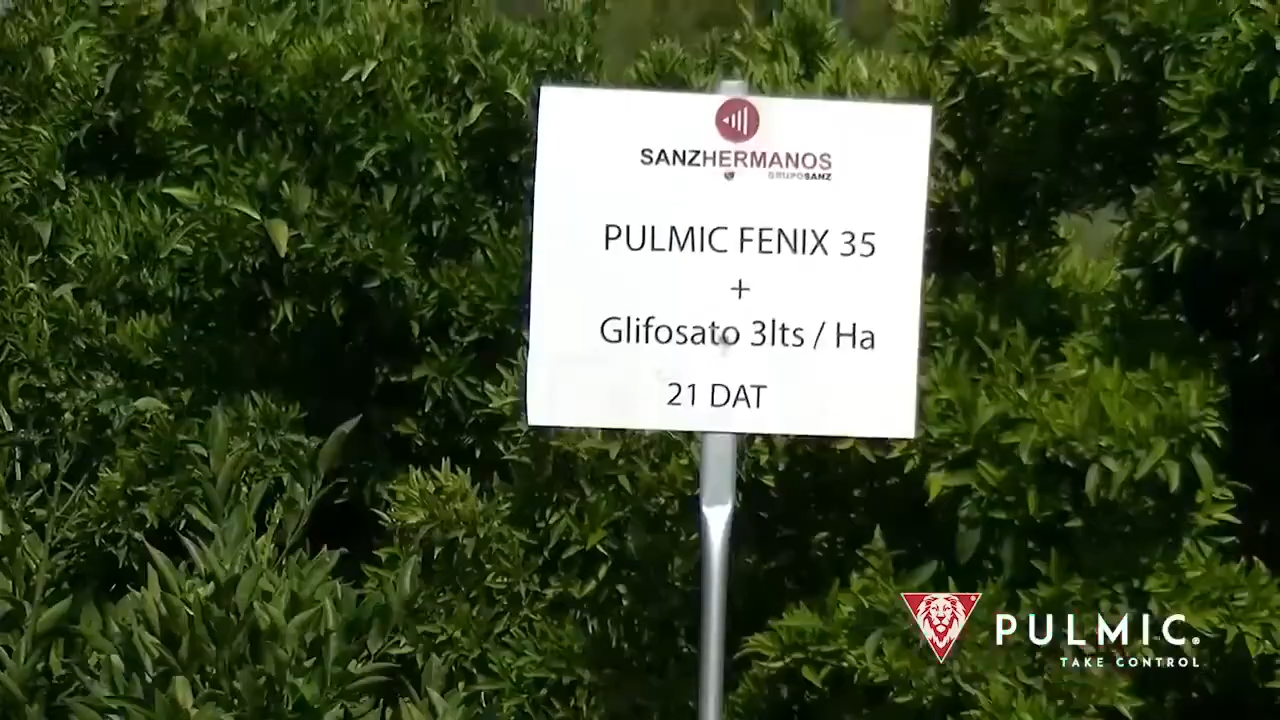 SANZHERMANOS
GRUPOSANZ
PULMIC FENIX 35
+
Glifosato 3lts / Ha
21 DAT
PULMIC.
TAKE CONTROL